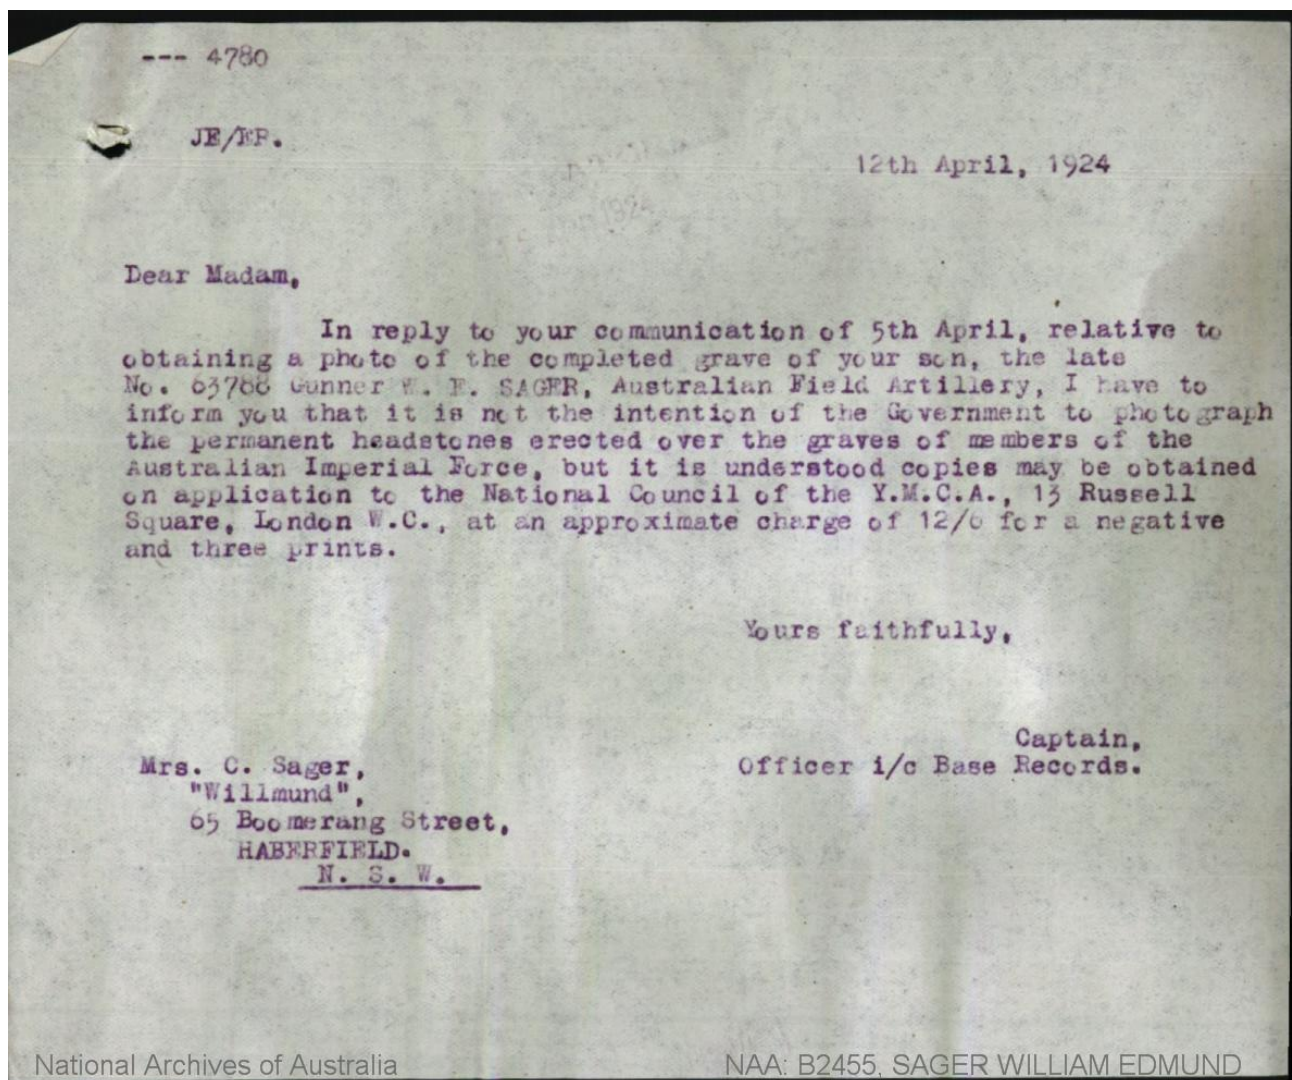 --- 4780
JE/EP.
12th April, 1924
1924
Dear Madam,
In reply to your communication of 5th April, relative to
obtaining a photo of the completed grave of your son, the late
No. 63788 Gunner W. E. SAGER, Australian Field Artillery, I have to
inform you that it is not the intention of the Government to photograph
the permanent headstones erected over the graves of members of the
Australian Imperial Force, but it is understood copies may be obtained
on application to the National Council of the Y.M.C.A., 13 Russell
Square, London W.C., at an approximate charge of 12/6 for a negative
and three prints.
Yours faithfully,
Captain,
Officer i/c Base Records.
Mrs. C. Sager,
"Willmund",
65 Boomerang Street,
HABERFIELD.
N. S. W.
National Archives of Australia
NAA: B2455, SAGER WILLIAM EDMUND